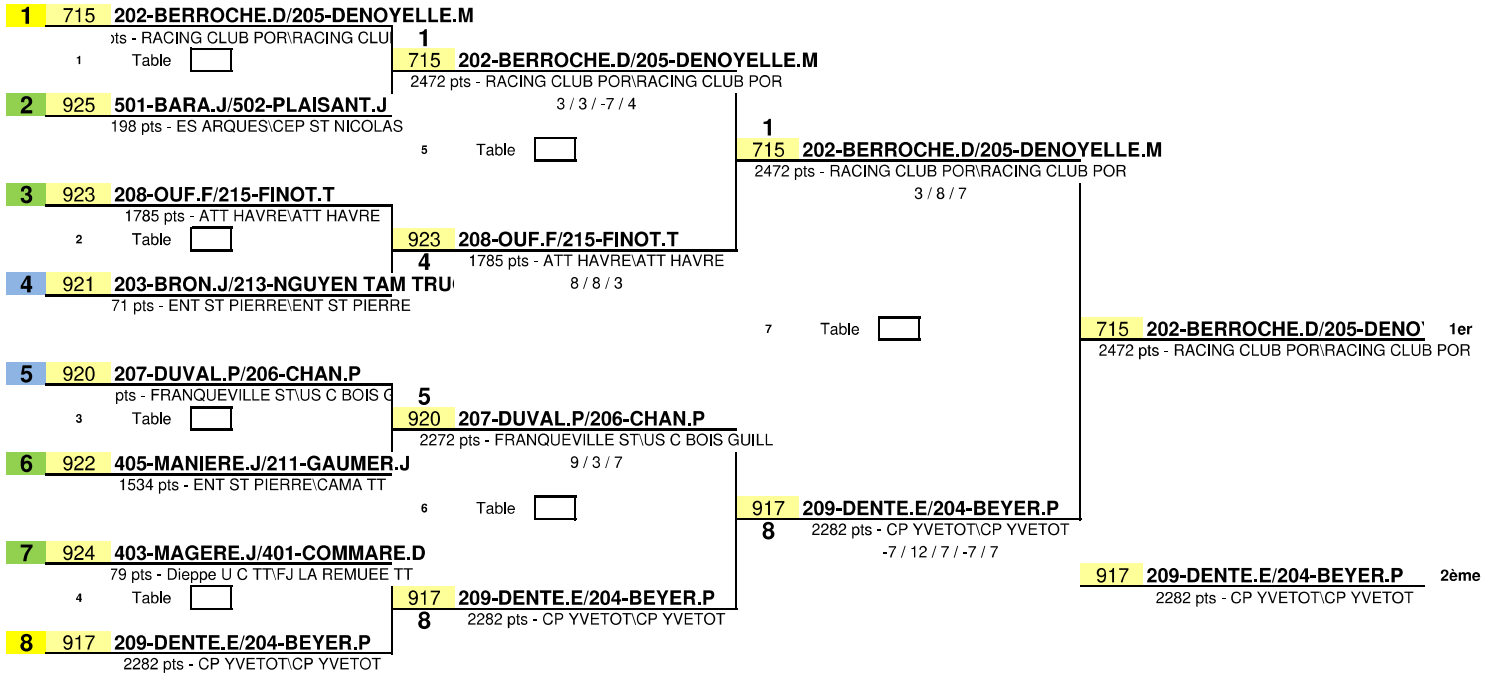 1 715 202-BERROCHE.D/205-DENOYELLE.M
pts - RACING CLUB POR\RACING CLU
1
1 Table
715 202-BERROCHE.D/205-DENOYELLE.M
2472 pts - RACING CLUB POR\RACING CLUB POR
2 925 501-BARA.J/502-PLAISANT.J
3 / 3 / -7 / 4
198 pts - ES ARQUES\CEP ST NICOLAS
1
5 Table
715 202-BERROCHE.D/205-DENOYELLE.M
2472 pts - RACING CLUB POR\RACING CLUB POR
3 923 208-OUF.F/215-FINOT.T
3 / 8 / 7
1785 pts - ATT HAVRE\ATT HAVRE
2 Table
923 208-OUF.F/215-FINOT.T
4 1785 pts - ATT HAVRE\ATT HAVRE
4 921 203-BRON.J/213-NGUYEN TAM TRU
8 / 8 / 3
71 pts - ENT ST PIERRE\ENT ST PIERRE
7 Table
715 202-BERROCHE.D/205-DENO 1er
2472 pts - RACING CLUB POR\RACING CLUB POR
5 920 207-DUVAL.P/206-CHAN.P
pts - FRANQUEVILLE ST\US C BOIS G
5
3 Table
920 207-DUVAL.P/206-CHAN.P
2272 pts - FRANQUEVILLE ST\US C BOIS GUILL
6 922 405-MANIERE.J/211-GAUMER.J
9 / 3 / 7
1534 pts - ENT ST PIERRE\CAMA TT
6 Table
917 209-DENTE.E/204-BEYER.P
8 2282 pts - CP YVETOT\CP YVETOT
7 924 403-MAGERE.J/401-COMMARE.D
-7 / 12 / 7 / -7 / 7
79 pts - Dieppe U C TT\FJ LA REMUEE TT
917 209-DENTE.E/204-BEYER.P 2ème
2282 pts - CP YVETOT\CP YVETOT
4 Table
917 209-DENTE.E/204-BEYER.P
8 2282 pts - CP YVETOT\CP YVETOT
8 917 209-DENTE.E/204-BEYER.P
2282 pts - CP YVETOT\CP YVETOT